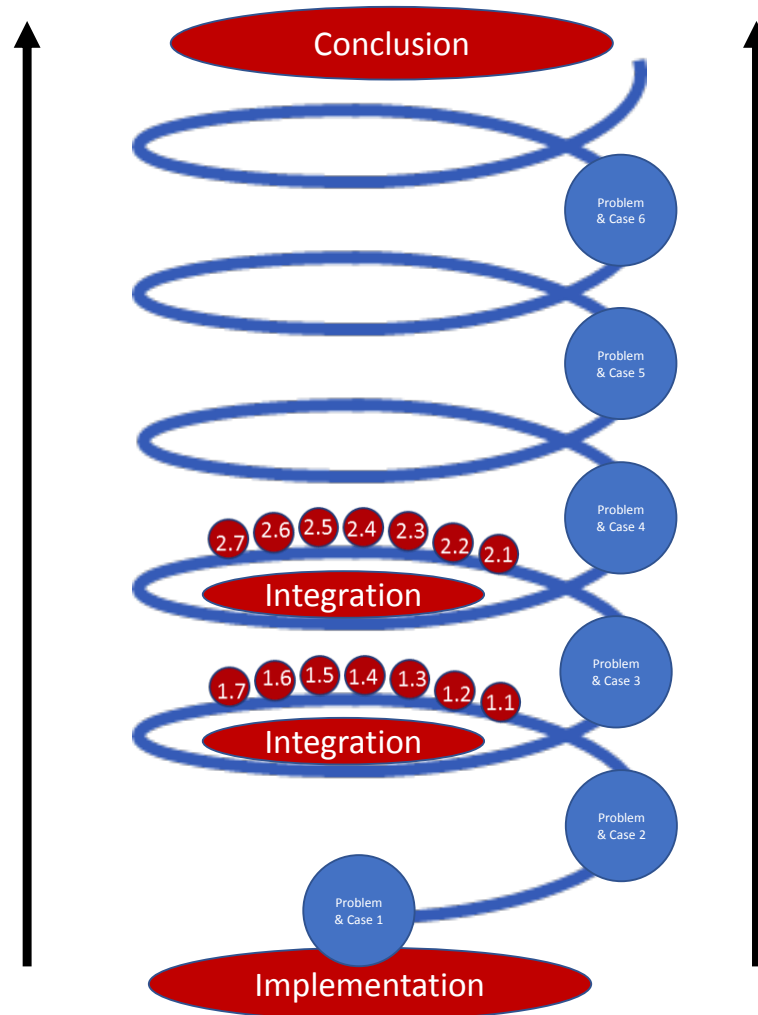 Conclusion
Problem
& Case 6
Problem
& Case 5
Problem
& Case 4
2.7 2.6 2.5 2.4 2.3 2.2 2.1
Integration
Problem
& Case 3
1.7 1.6 1.5 1.4 1.3 1.2 1.1
Integration
Problem
& Case 2
Problem
& Case 1
Implementation